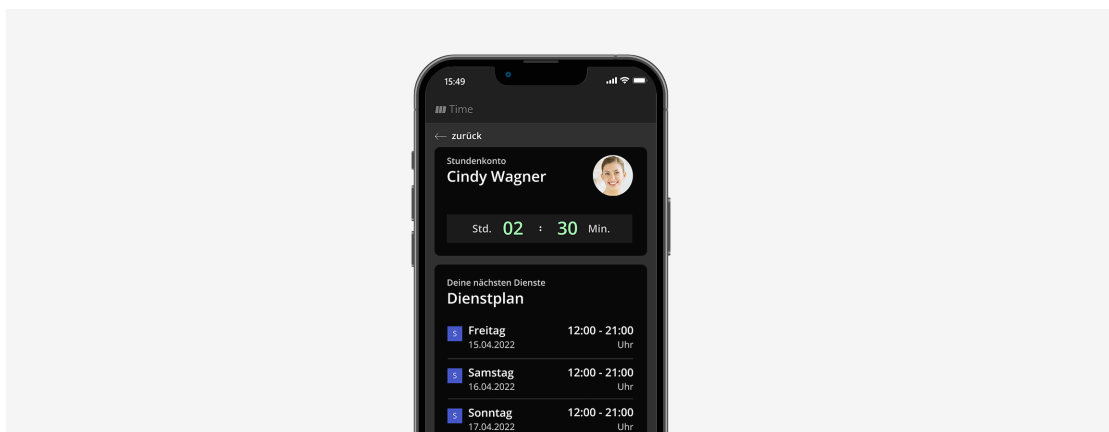 15:49
Time
← zurück
Stundenkonto
Cindy Wagner
Std. 02 : 30 Min.
Deine nächsten Dienste
Dienstplan
S Freitag 12:00 - 21:00
15.04.2022 Uhr
S Samstag 12:00 - 21:00
16.04.2022 Uhr
S Sonntag 12:00 - 21:00
17.04.2022 Uhr